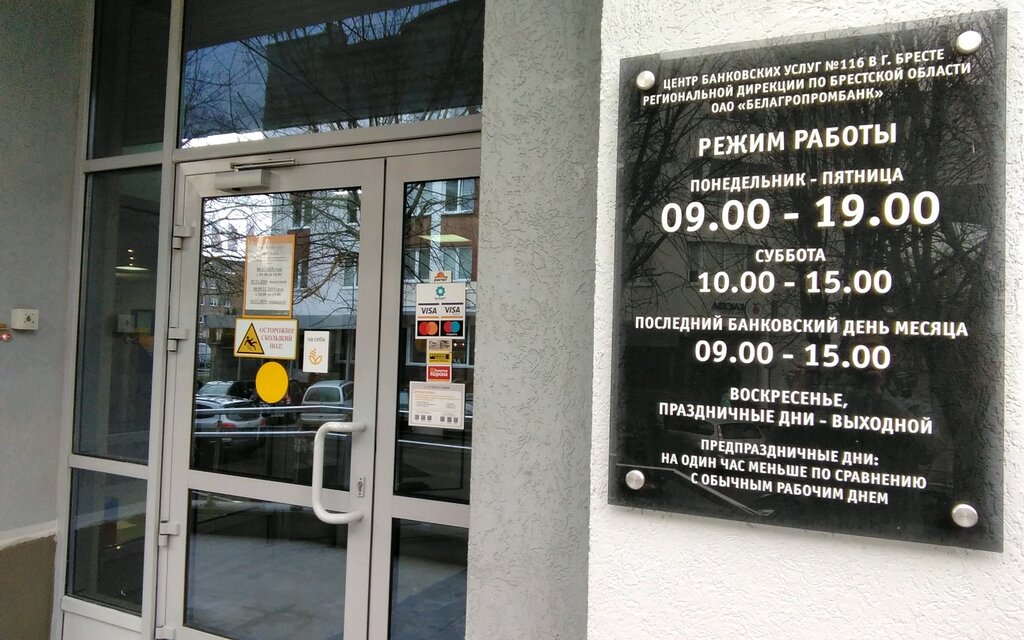 ЦЕНТР БАНКОВСКИХ УСЛУГ №116 В Г. БРЕСТЕ
РЕГИОНАЛЬНОЙ ДИРЕКЦИИ ПО БРЕСТСКОЙ ОБЛАСТИ
ОАО «БЕЛАГРОПРОМБАНК»
РЕЖИМ РАБОТЫ
ПОНЕДЕЛЬНИК - ПЯТНИЦА
09.00 - 19.00
СУББОТА
10.00 - 15.00
ПОСЛЕДНИЙ БАНКОВСКИЙ ДЕНЬ МЕСЯЦА
09.00 - 15.00
ВОСКРЕСЕНЬЕ,
ПРАЗДНИЧНЫЕ ДНИ - ВЫХОДНОЙ
ПРЕДПРАЗДНИЧНЫЕ ДНИ:
НА ОДИН ЧАС МЕНЬШЕ ПО СРАВНЕНИЮ
С ОБЫЧНЫМ РАБОЧИМ ДНЕМ
ОСТОРОЖНО
СКОЛЬЗКИЙ
ПОЛ!
на себя
VISA VISA
Золотая
Корона